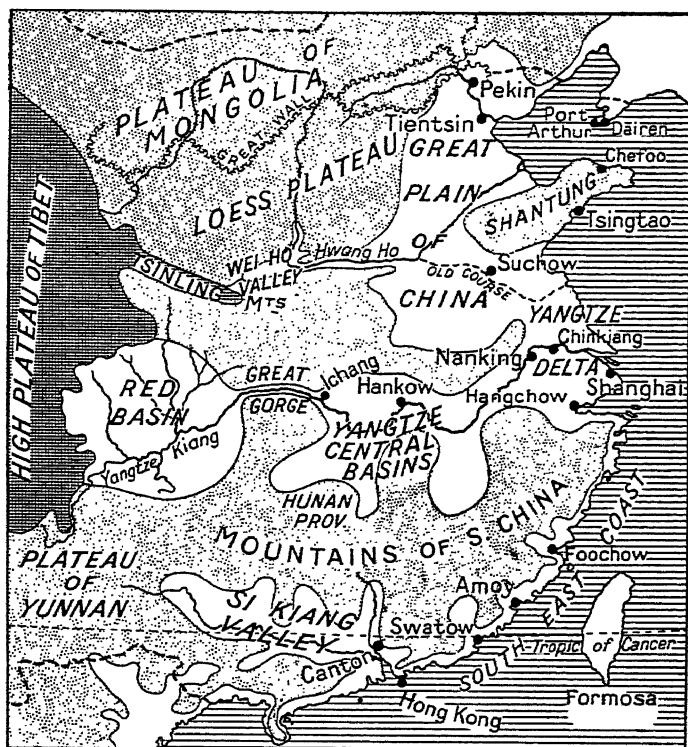 PLATEAU OF
MONGOLIA
GREAT WALL
Pekin
Tientsin
Port
Arthur
Dairen
Chefoo
LOESS PLATEAU
GREAT
PLAIN
OF
CHINA
SHANTUNG
Tsingtao
HIGH PLATEAU OF TIBET
TSINLING
MTS
WEI-HO
VALLEY
Hwang Ho
OLD COURSE
Suchow
YANGTZE
DELTA
Chinkiang
Nanking
Shanghai
Hangchow
RED
BASIN
GREAT
GORGE
Ichang
Hankow
Yangtze Kiang
YANGTZE
CENTRAL
BASINS
HUNAN
PROV.
MOUNTAINS OF S CHINA
PLATEAU
OF
YUNNAN
SI KIANG
VALLEY
Foochow
Amoy
Swatow
Canton
Hong Kong
SOUTH EAST COAST
Tropic of Cancer
Formosa